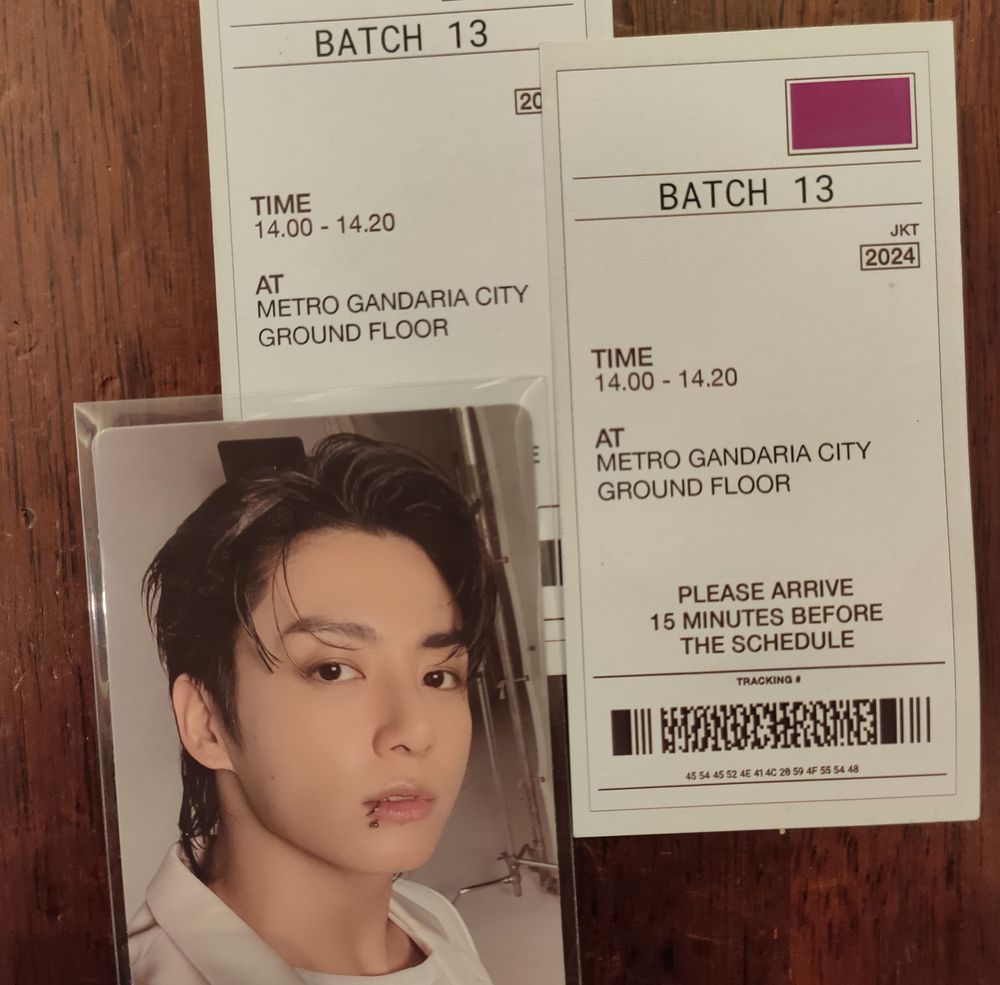 BATCH 13
20
TIME
14.00 - 14.20
AT
METRO GANDARIA CITY
GROUND FLOOR
BATCH 13
JKT
2024
TIME
14.00 - 14.20
AT
METRO GANDARIA CITY
GROUND FLOOR
PLEASE ARRIVE
15 MINUTES BEFORE
THE SCHEDULE
TRACKING #
MONOCHROME
45 54 45 52 4E 41 4C 28 59 4F 55 54 48